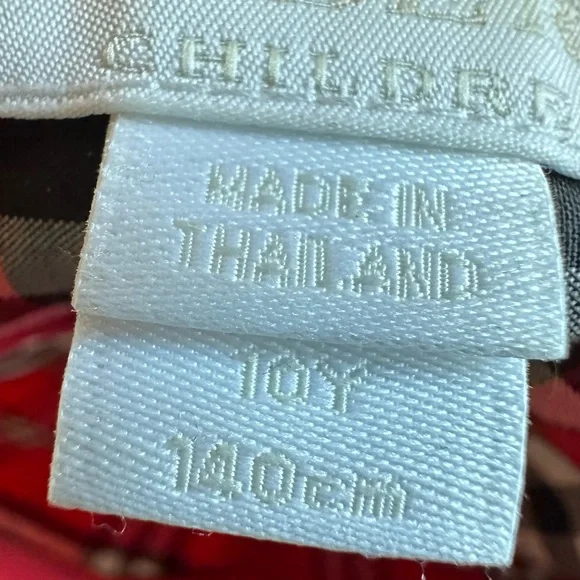 CHILDRE
MADE IN
THAILAND
10Y
140cm